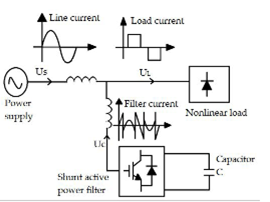 Line current
Load current
Us
UL
Power
supply
Filter current
Nonlinear load
Uc
Shunt active
power filter
Capacitor
C